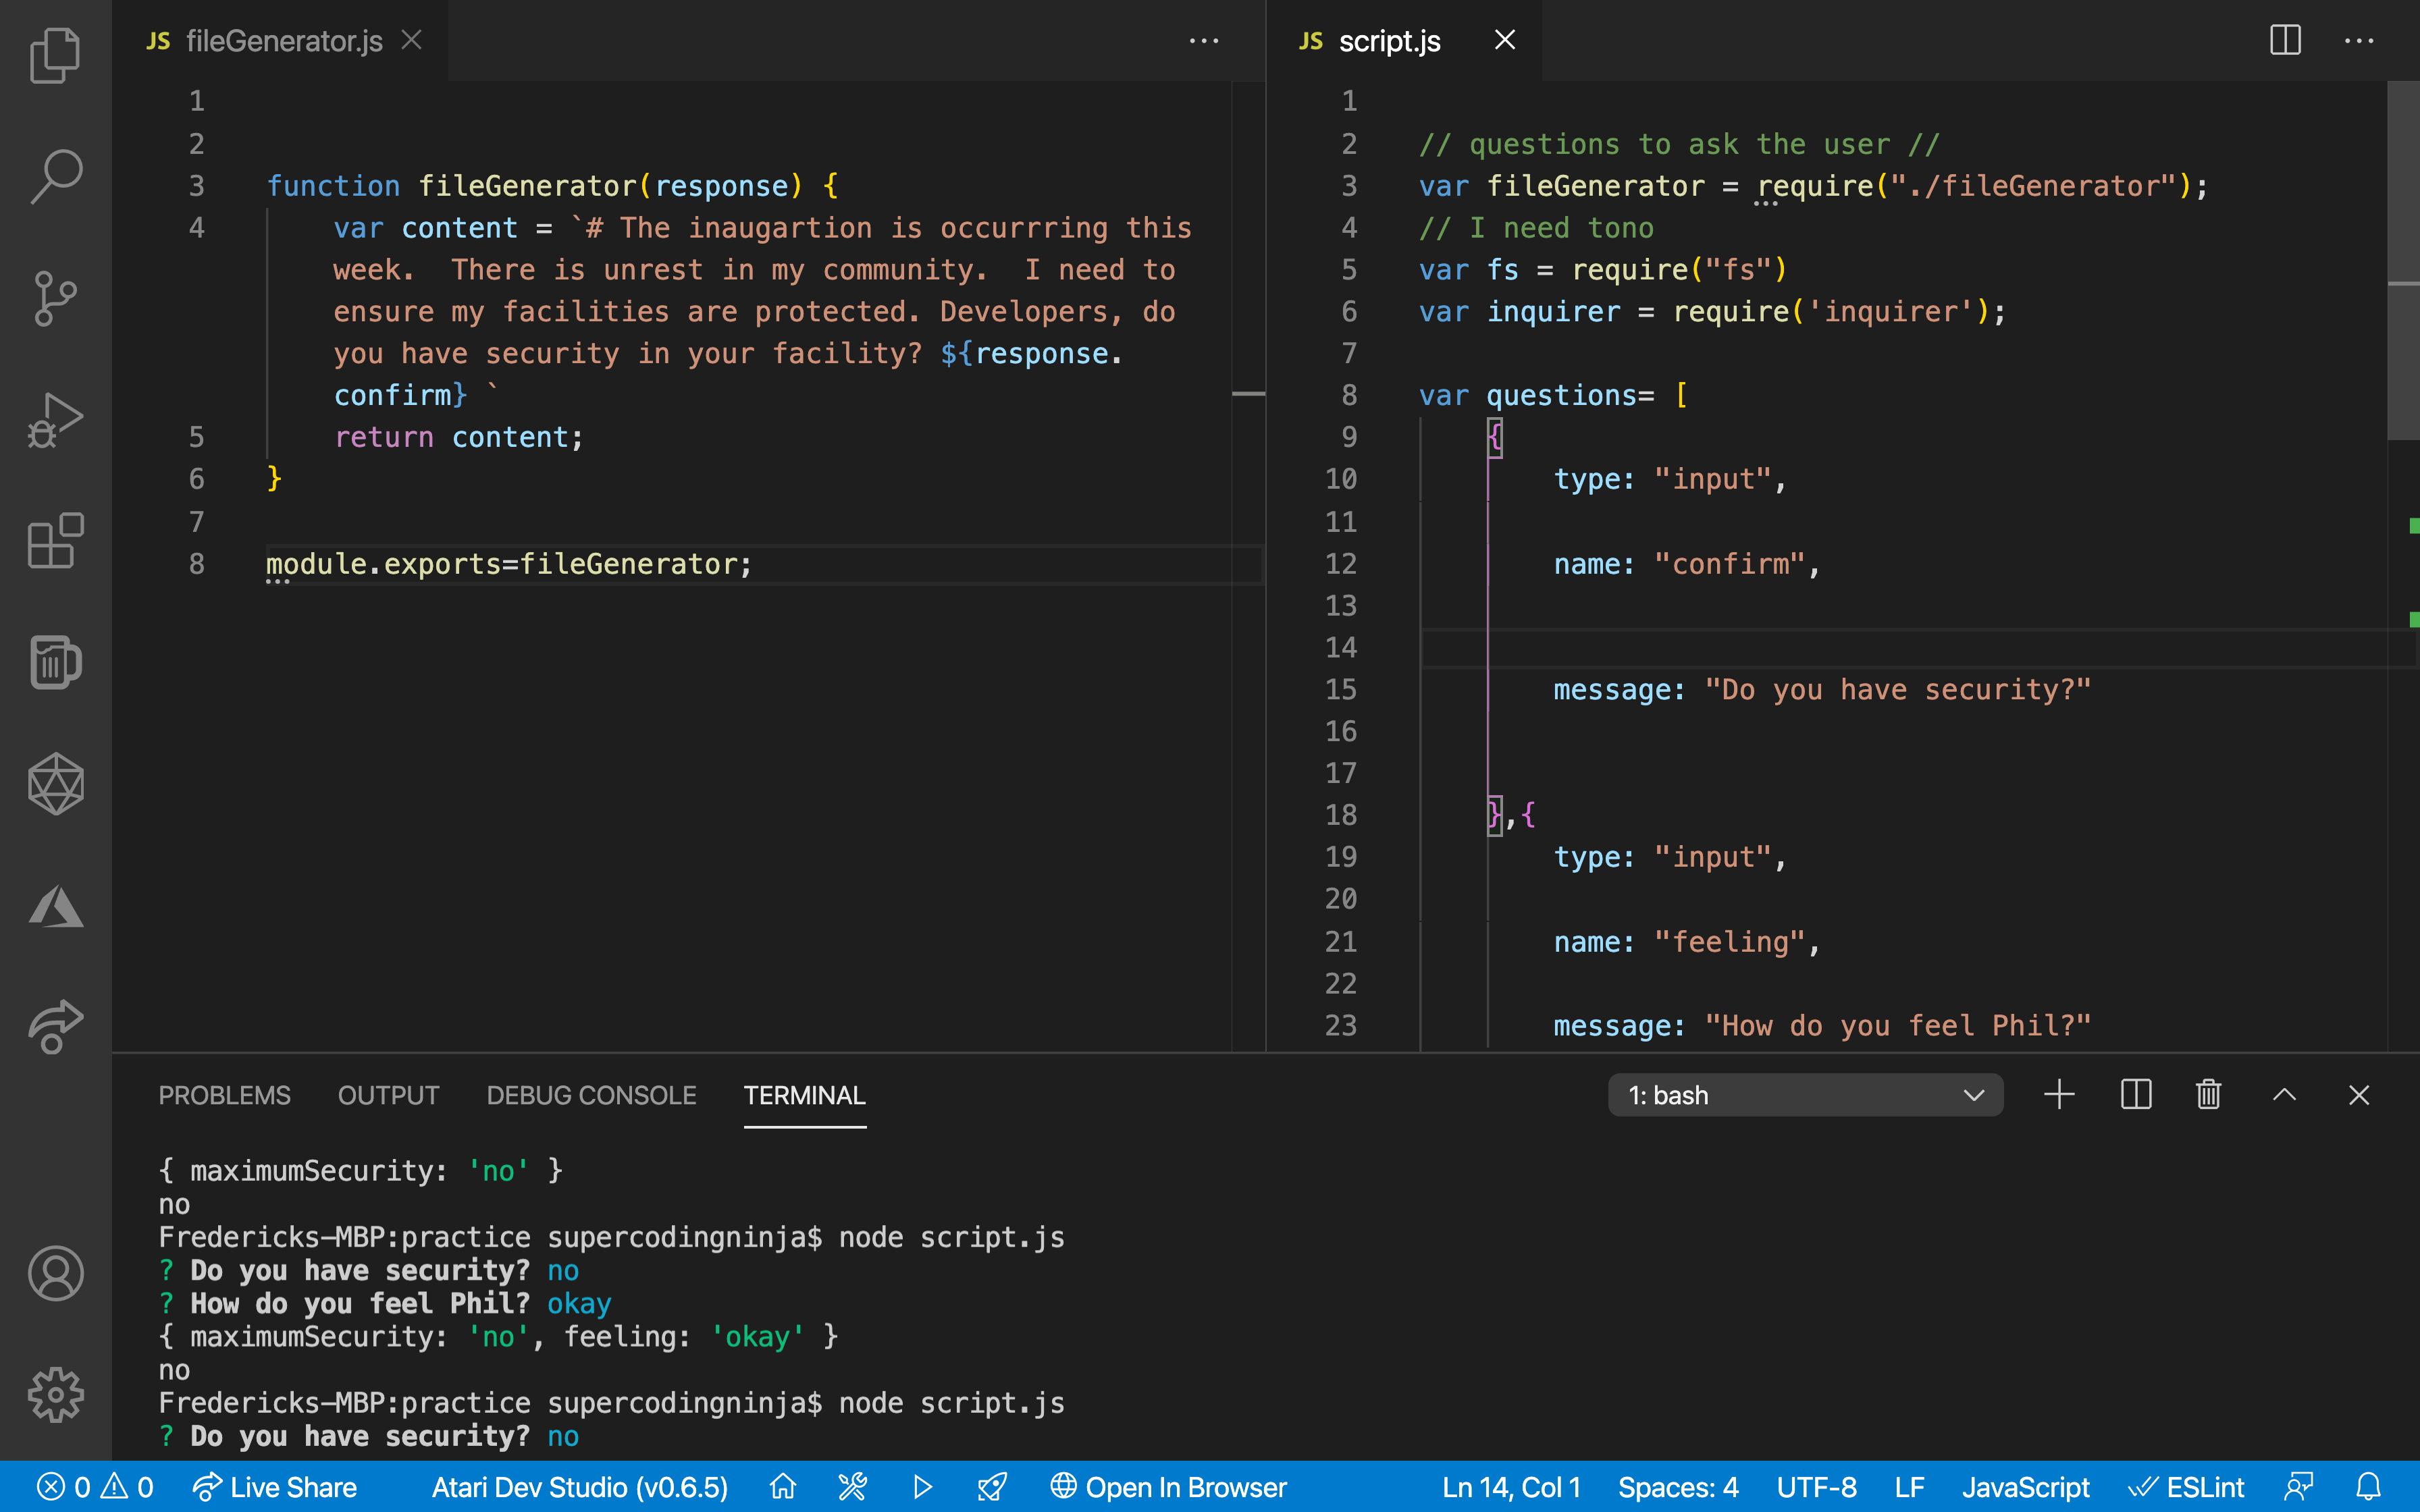 JS fileGenerator.js
1
2
3 function fileGenerator(response) {
4 var content = `# The inaugartion is occurrring this
week.  There is unrest in my community.  I need to
ensure my facilities are protected. Developers, do
you have security in your facility? ${response.
confirm} `
5 return content;
6 }
7
8 module.exports=fileGenerator;
JS script.js
1
2 // questions to ask the user //
3 var fileGenerator = require("./fileGenerator");
4 // I need tono
5 var fs = require("fs")
6 var inquirer = require('inquirer');
7
8 var questions= [
9 {
10 type: "input",
11
12 name: "confirm",
13
14
15 message: "Do you have security?"
16
17
18 },{
19 type: "input",
20
21 name: "feeling",
22
23 message: "How do you feel Phil?"
PROBLEMS OUTPUT DEBUG CONSOLE TERMINAL 1: bash
{ maximumSecurity: 'no' }
no
Fredericks-MBP:practice supercodingninja$ node script.js
? Do you have security? no
? How do you feel Phil? okay
{ maximumSecurity: 'no', feeling: 'okay' }
no
Fredericks-MBP:practice supercodingninja$ node script.js
? Do you have security? no
0 0 Live Share Atari Dev Studio (v0.6.5) Open In Browser Ln 14, Col 1 Spaces: 4 UTF-8 LF JavaScript ESLint